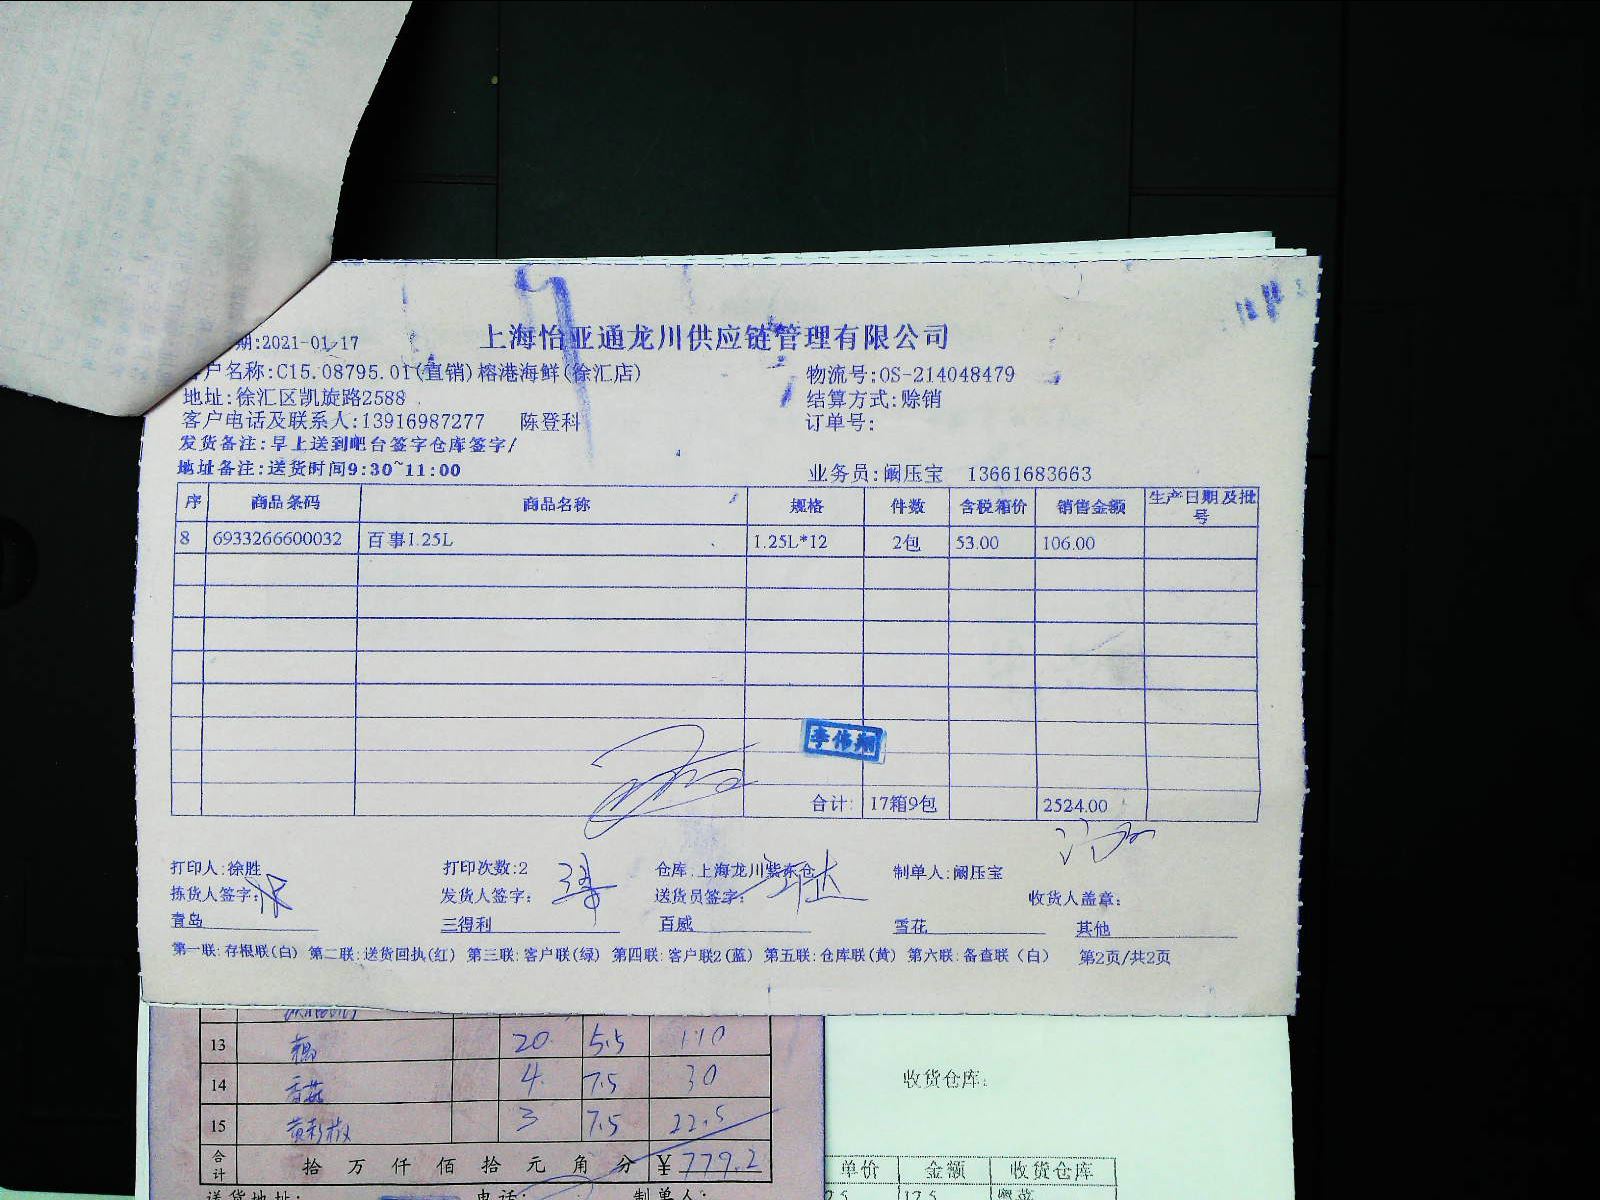 期:2021-01-17
上海怡亚通龙川供应链管理有限公司
户名称:C15.08795.01(直销)榕港海鲜(徐汇店)
物流号:OS-214048479
地址:徐汇区凯旋路2588
结算方式:赊销
客户电话及联系人:13916987277 陈登科
订单号:
发货备注:早上送到吧台签字仓库签字/
地址备注:送货时间9:30~11:00
业务员:阚压宝 13661683663
序 商品条码 商品名称 规格 件数 含税箱价 销售金额 生产日期及批号
8 6933266600032 百事1.25L 1.25L*12 2包 53.00 106.00
李伟翔
合计: 17箱9包 2524.00
打印人:徐胜 打印次数:2 仓库:上海龙川紫东仓 制单人:阚压宝
拣货人签字: 发货人签字: 送货员签字: 收货人盖章:
青岛 三得利 百威 雪花 其他
第一联:存根联(白) 第二联:送货回执(红) 第三联:客户联(绿) 第四联:客户联2(蓝) 第五联:仓库联(黄) 第六联:备查联(白) 第2页/共2页
13 20 5.5 110
14 香菇 4 7.5 30
15 黄彩椒 3 7.5 22.5
合计 拾 万 仟 佰 拾 元 角 分 ¥779.2
送货地址: 电话: 制单人:
收货仓库:
单价 金额 收货仓库